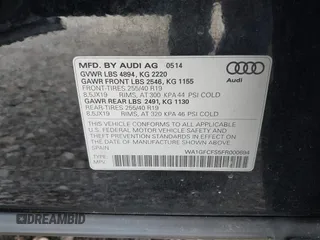 MFD. BY AUDI AG 0514
GVWR LBS 4894, KG 2220
GAWR FRONT LBS 2546, KG 1155
FRONT-TIRES 255/40 R19
8.5JX19 RIMS, AT 300 KPA 44 PSI COLD
GAWR REAR LBS 2491, KG 1130
REAR-TIRES 255/40 R19
8.5JX19 RIMS, AT 320 KPA 46 PSI COLD
THIS VEHICLE CONFORMS TO ALL APPLICABLE
FEDERAL MOTOR VEHICLE SAFETY AND
THEFT PREVENTION STANDARDS IN
EFFECT ON THE DATE OF
MANUFACTURE SHOWN ABOVE.
Audi
WA1GFCFS5FR000694
TYPE:
DREAMBID